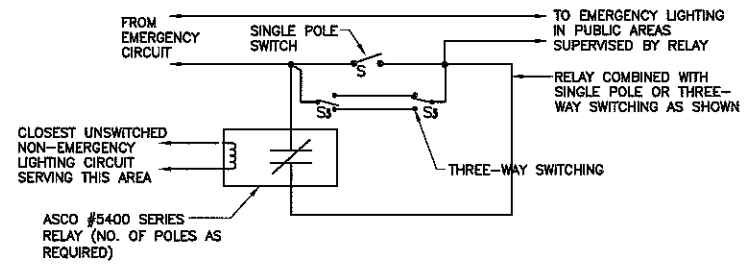 FROM
EMERGENCY
CIRCUIT
SINGLE POLE
SWITCH
TO EMERGENCY LIGHTING
IN PUBLIC AREAS
SUPERVISED BY RELAY
S
RELAY COMBINED WITH
SINGLE POLE OR THREE-
WAY SWITCHING AS SHOWN
S3
S3
CLOSEST UNSWITCHED
NON-EMERGENCY
LIGHTING CIRCUIT
SERVING THIS AREA
THREE-WAY SWITCHING
ASCO #5400 SERIES
RELAY (NO. OF POLES AS
REQUIRED)